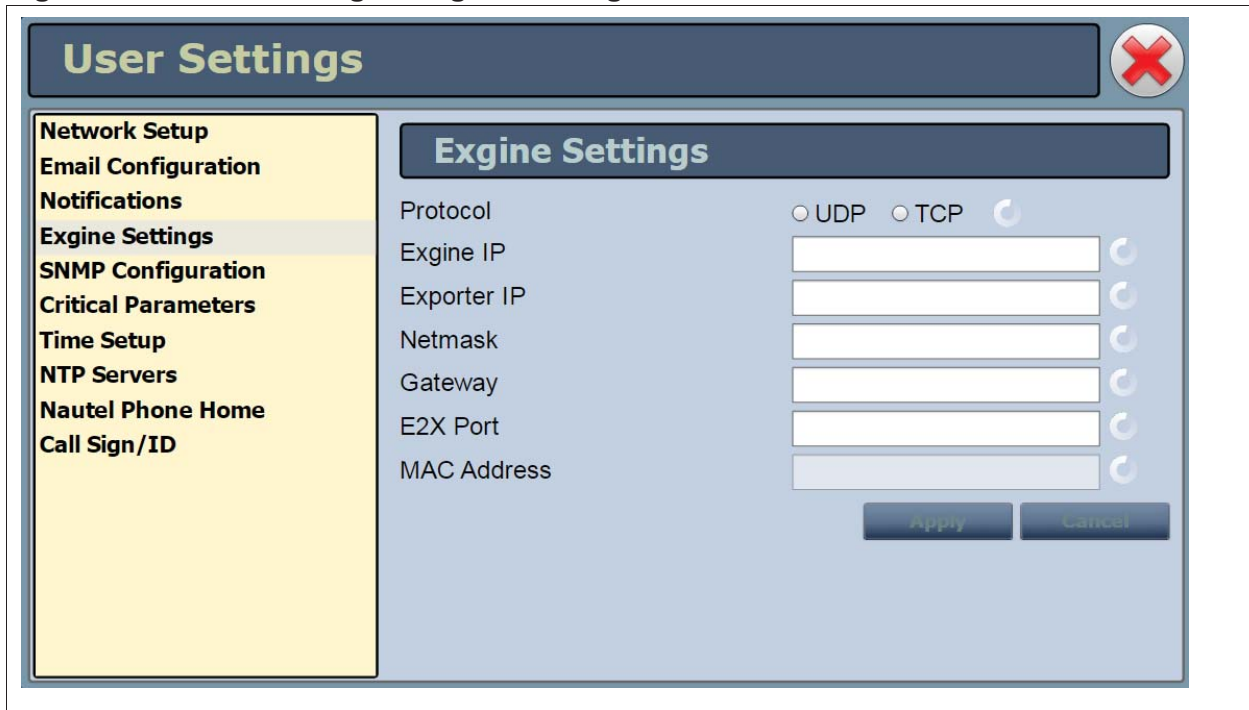 User Settings
Network Setup
Email Configuration
Notifications
Exgine Settings
SNMP Configuration
Critical Parameters
Time Setup
NTP Servers
Nautel Phone Home
Call Sign/ID
Exgine Settings
Protocol UDP TCP
Exgine IP
Exporter IP
Netmask
Gateway
E2X Port
MAC Address
Apply Cancel